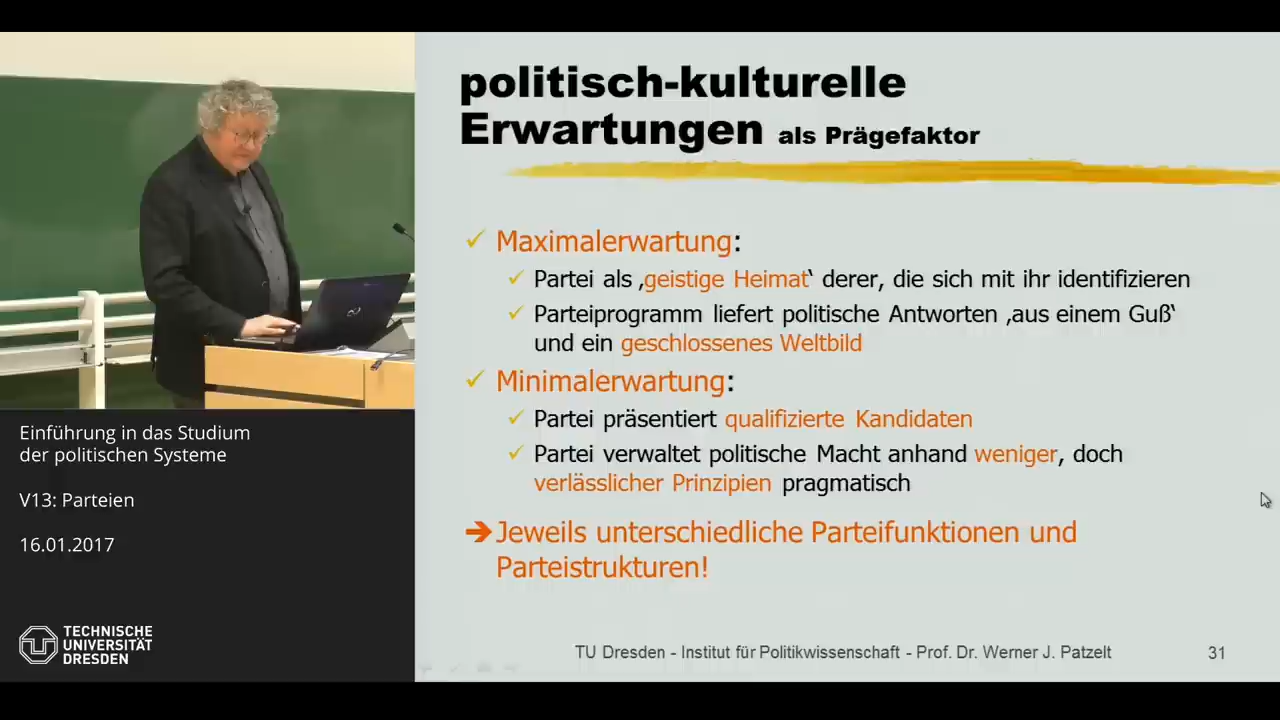 politisch-kulturelle
Erwartungen als Prägefaktor
Maximalerwartung:
Partei als ‚geistige Heimat‘ derer, die sich mit ihr identifizieren
Parteiprogramm liefert politische Antworten ‚aus einem Guß‘
und ein geschlossenes Weltbild
Minimalerwartung:
Partei präsentiert qualifizierte Kandidaten
Partei verwaltet politische Macht anhand weniger, doch
verlässlicher Prinzipien pragmatisch
➔ Jeweils unterschiedliche Parteifunktionen und
Parteistrukturen!
TU Dresden - Institut für Politikwissenschaft - Prof. Dr. Werner J. Patzelt
31
Einführung in das Studium
der politischen Systeme
V13: Parteien
16.01.2017
TECHNISCHE
UNIVERSITÄT
DRESDEN